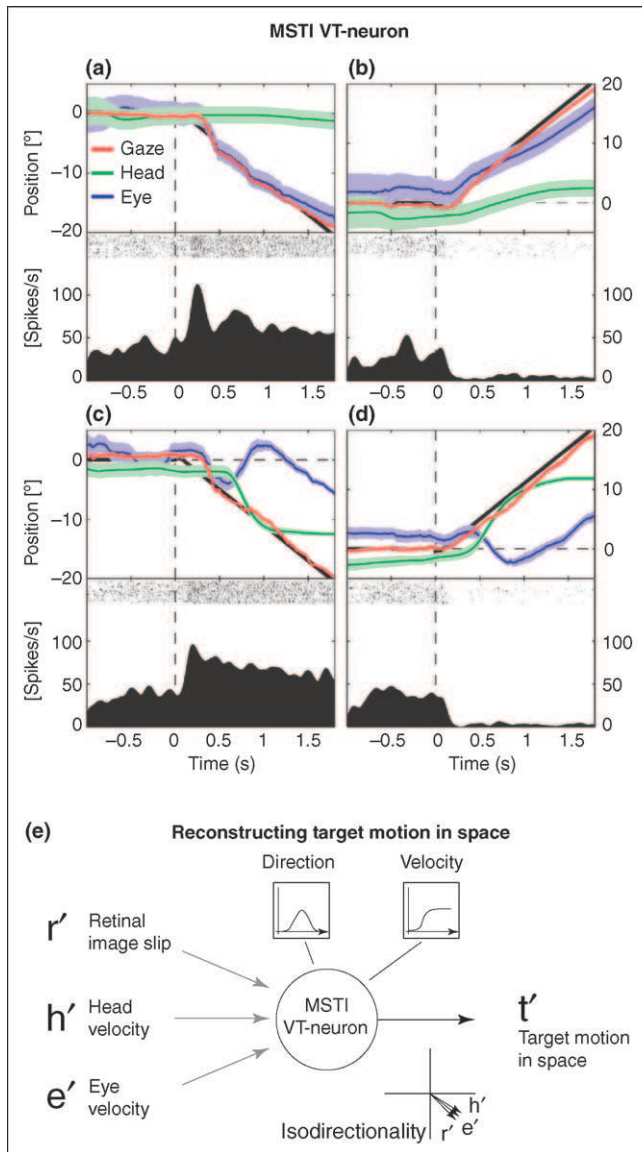 MSTI VT-neuron
(a)
(b)
0
−10
−20
Position [º]
Gaze
Head
Eye
20
10
0
100
50
0
[Spikes/s]
100
50
0
−0.5 0 0.5 1 1.5
−0.5 0 0.5 1 1.5
(c)
(d)
0
−10
−20
Position [º]
20
10
0
100
50
0
[Spikes/s]
100
50
0
−0.5 0 0.5 1 1.5
−0.5 0 0.5 1 1.5
Time (s)
Time (s)
(e)
Reconstructing target motion in space
Direction
Velocity
r′ Retinal
image slip
h′ Head
velocity
e′ Eye
velocity
MSTI
VT-neuron
t′
Target motion
in space
Isodirectionality
h′
r′ e′